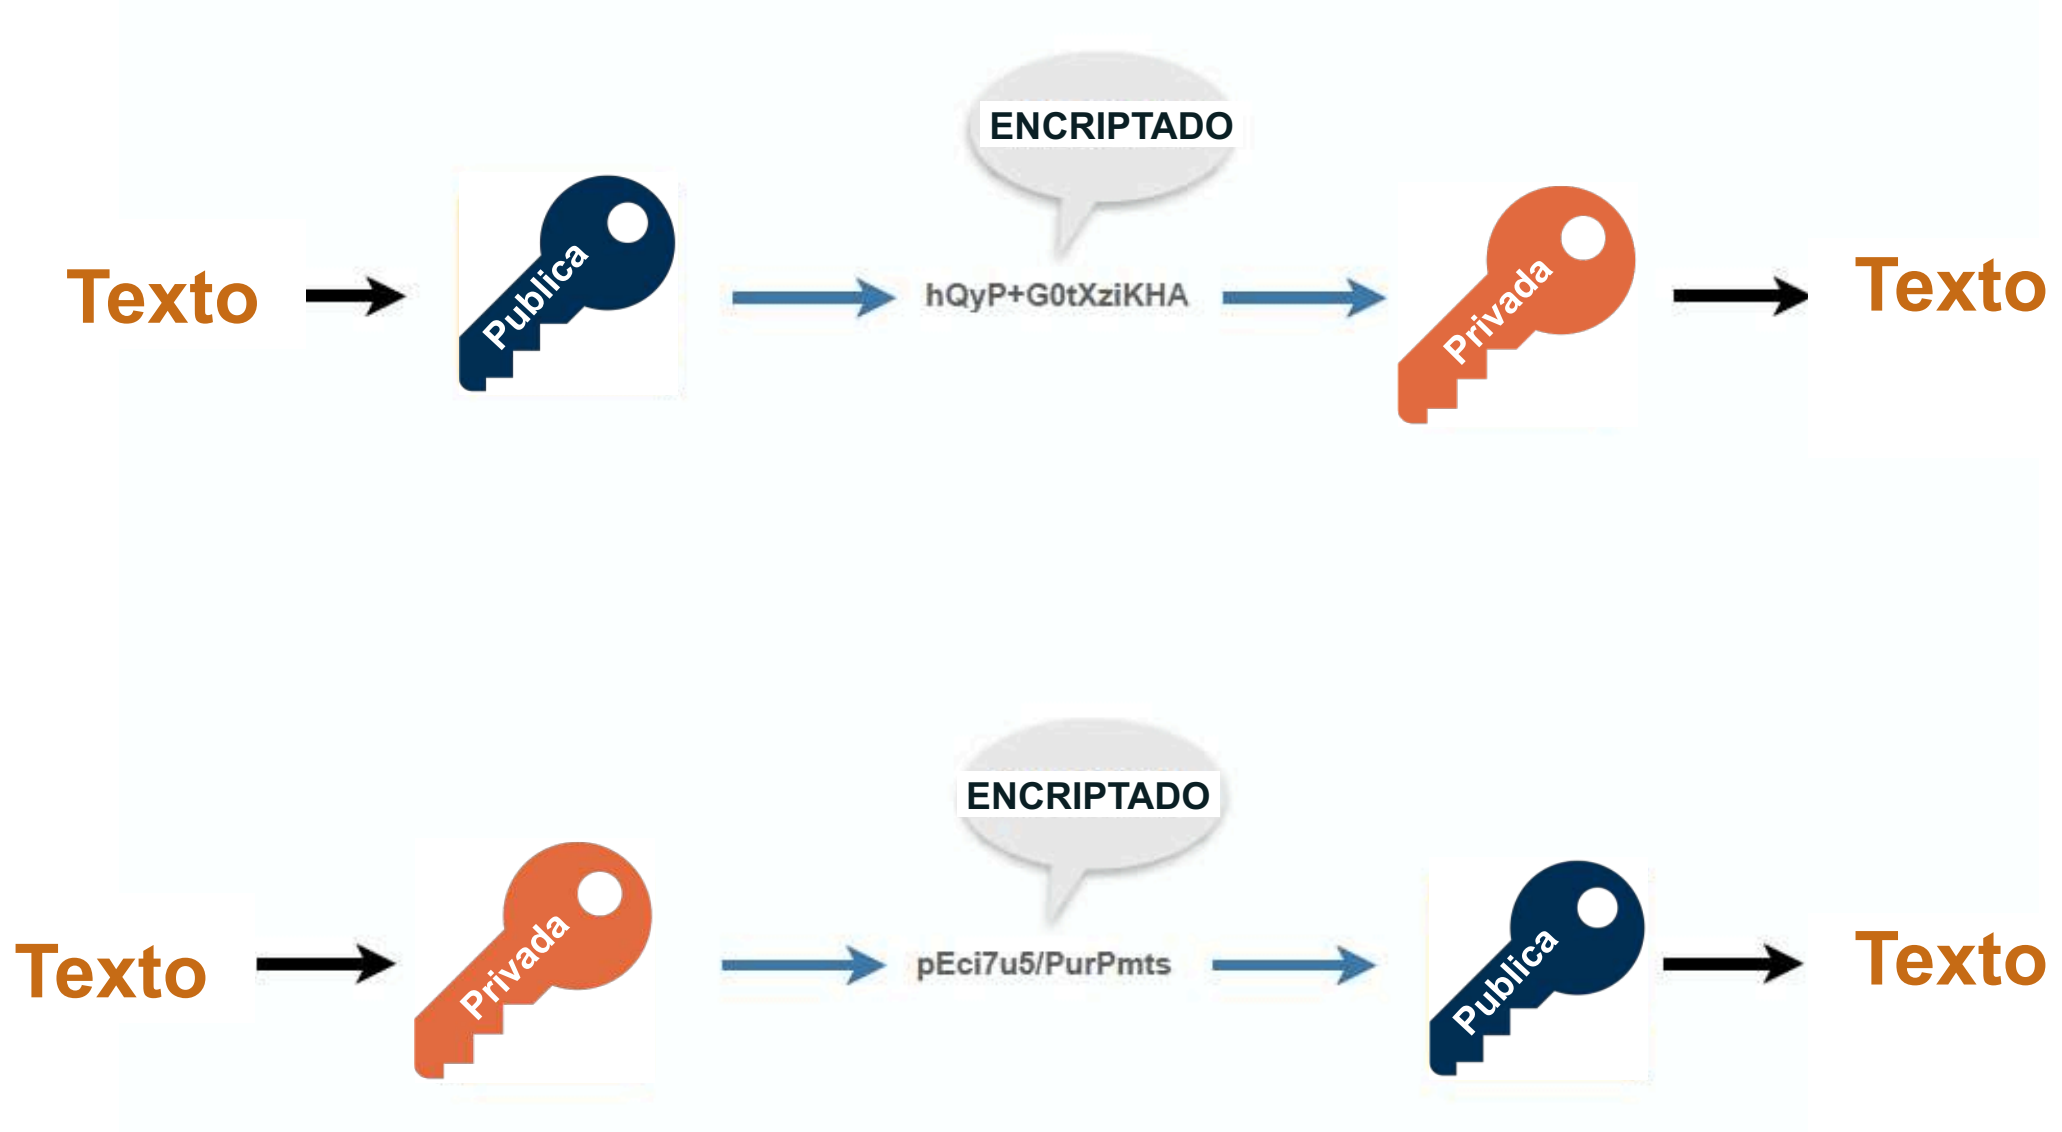 ENCRIPTADO
Texto
Publica
hQyP+G0tXziKHA
Privada
Texto
ENCRIPTADO
Texto
Privada
pEci7u5/PurPmts
Publica
Texto